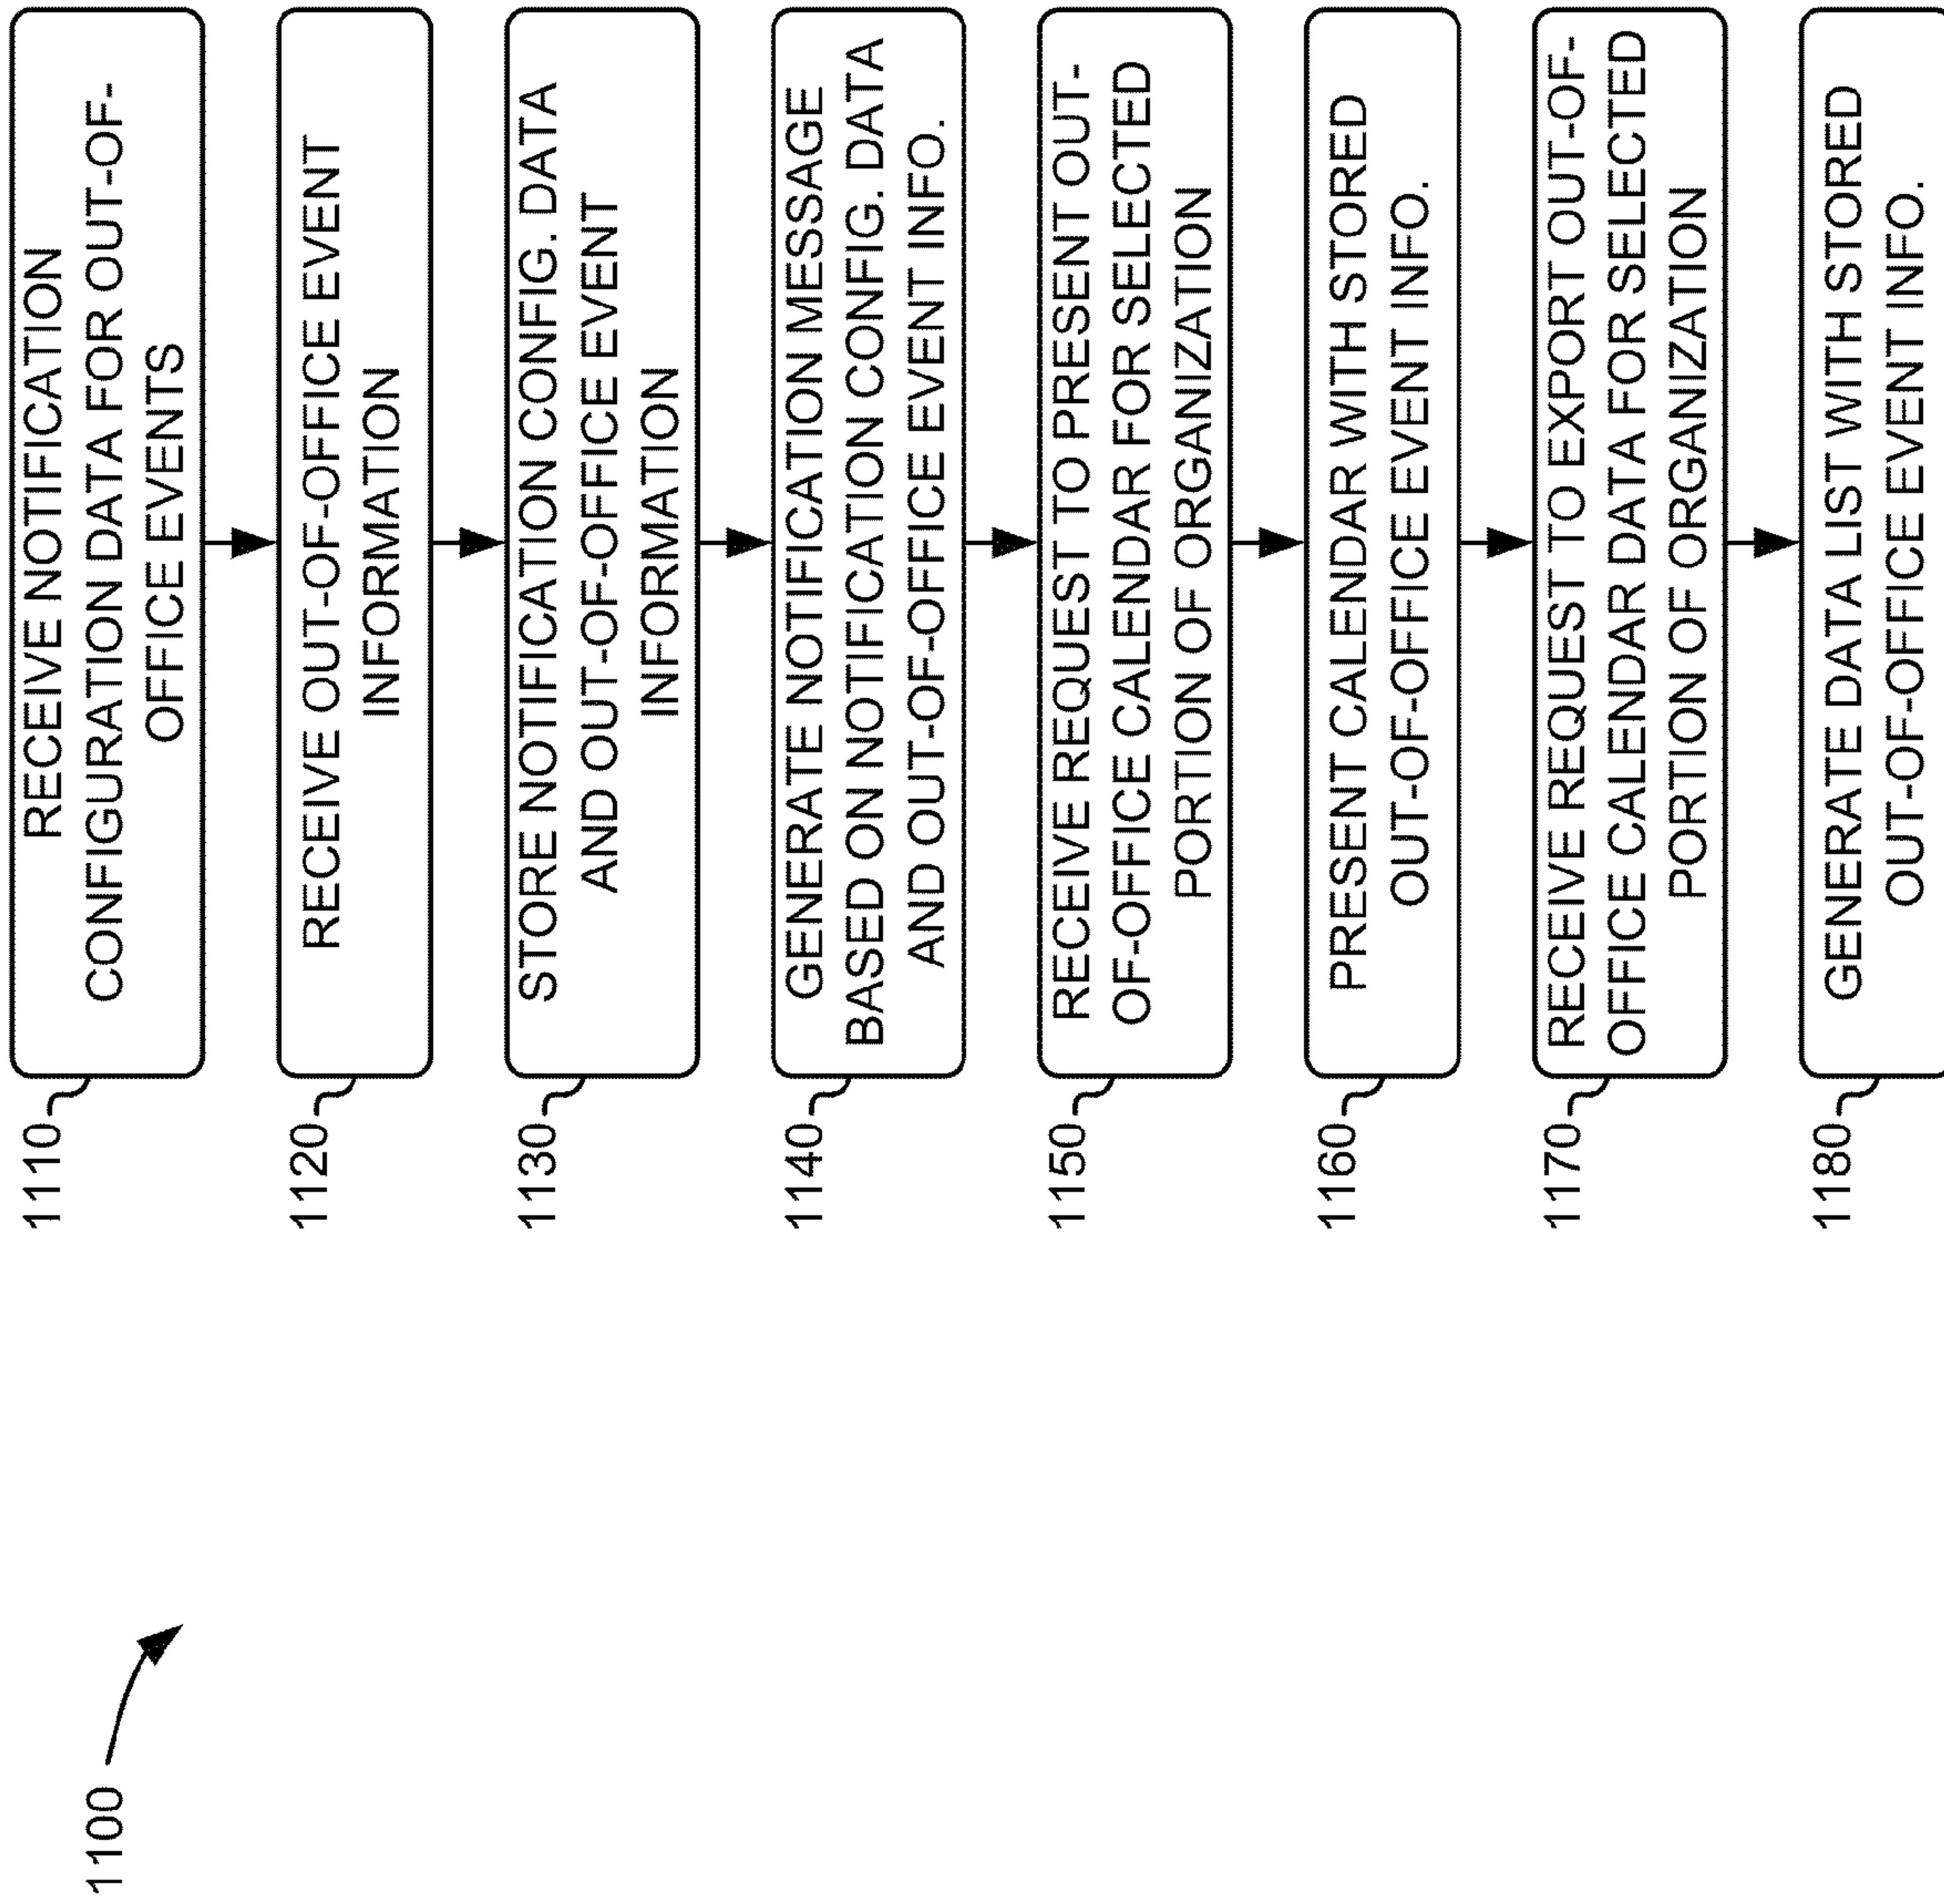 1100
1110
RECEIVE NOTIFICATION
CONFIGURATION DATA FOR OUT-OF-
OFFICE EVENTS
1120
RECEIVE OUT-OF-OFFICE EVENT
INFORMATION
1130
STORE NOTIFICATION CONFIG. DATA
AND OUT-OF-OFFICE EVENT
INFORMATION
1140
GENERATE NOTIFICATION MESSAGE
BASED ON NOTIFICATION CONFIG. DATA
AND OUT-OF-OFFICE EVENT INFO.
1150
RECEIVE REQUEST TO PRESENT OUT-
OF-OFFICE CALENDAR FOR SELECTED
PORTION OF ORGANIZATION
1160
PRESENT CALENDAR WITH STORED
OUT-OF-OFFICE EVENT INFO.
1170
RECEIVE REQUEST TO EXPORT OUT-OF-
OFFICE CALENDAR DATA FOR SELECTED
PORTION OF ORGANIZATION
1180
GENERATE DATA LIST WITH STORED
OUT-OF-OFFICE EVENT INFO.